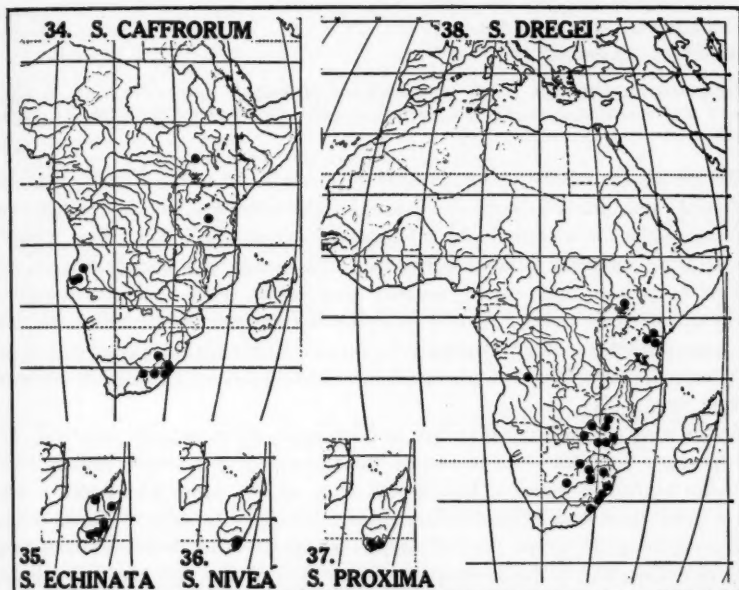 34. S. CAFFRORUM
38. S. DREGEI
35.
S. ECHINATA
36.
S. NIVEA
37.
S. PROXIMA